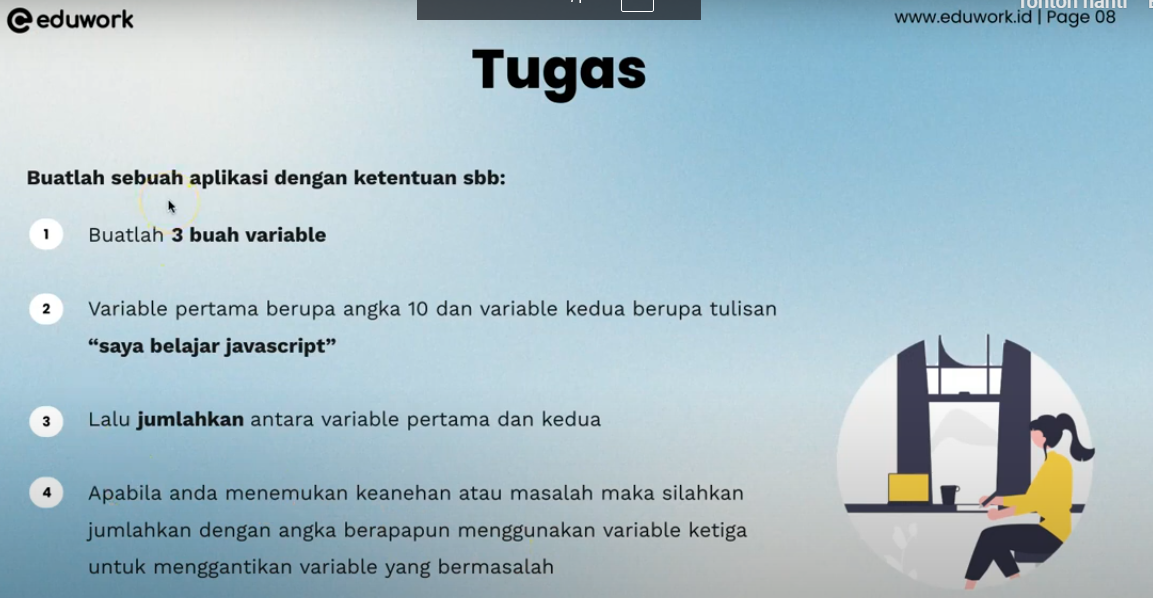 eduwork
www.eduwork.id | Page 08
Tugas
Buatlah sebuah aplikasi dengan ketentuan sbb:
1 Buatlah 3 buah variable
2 Variable pertama berupa angka 10 dan variable kedua berupa tulisan
“saya belajar javascript”
3 Lalu jumlahkan antara variable pertama dan kedua
4 Apabila anda menemukan keanehan atau masalah maka silahkan
jumlahkan dengan angka berapapun menggunakan variable ketiga
untuk menggantikan variable yang bermasalah